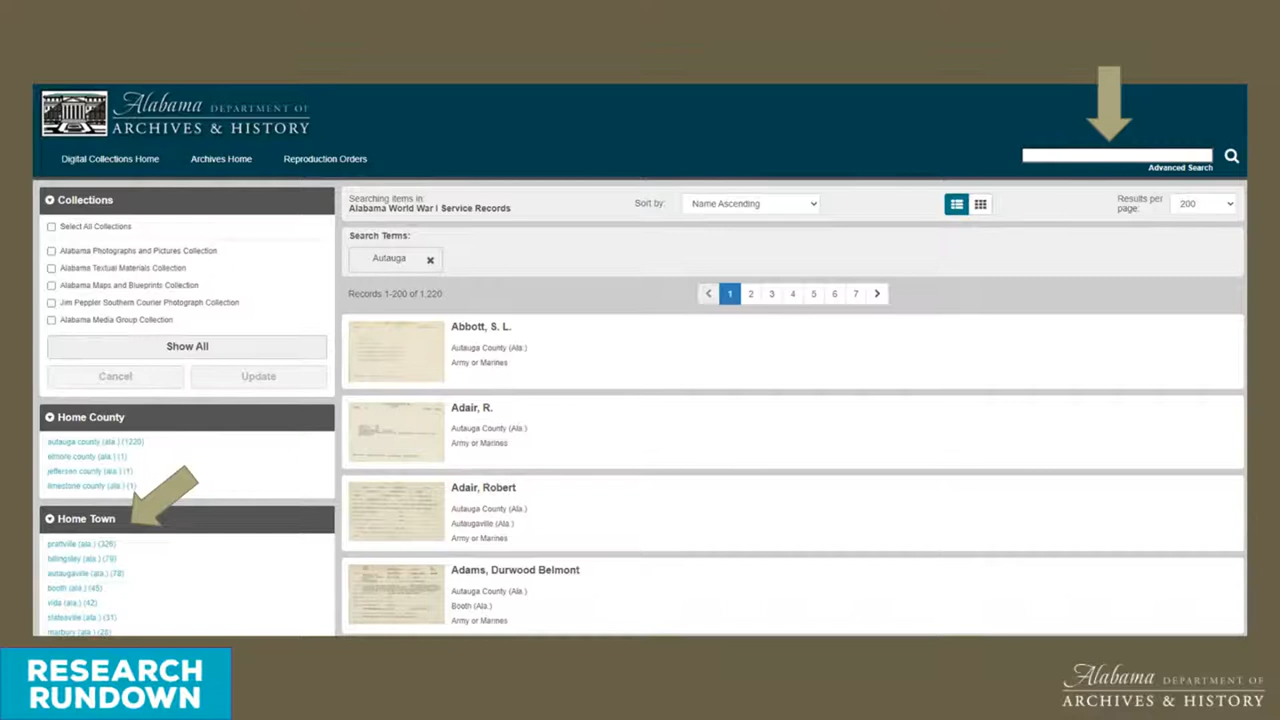 Alabama DEPARTMENT OF
ARCHIVES & HISTORY
Digital Collections Home
Archives Home
Reproduction Orders
Advanced Search
Collections
Select All Collections
Alabama Photographs and Pictures Collection
Alabama Textual Materials Collection
Alabama Maps and Blueprints Collection
Jim Peppler Southern Courier Photograph Collection
Alabama Media Group Collection
Show All
Cancel
Update
Home County
autauga county (ala.) (1220)
elmore county (ala.) (1)
jefferson county (ala.) (1)
limestone county (ala.) (1)
Home Town
prattville (ala.) (326)
billingsley (ala.) (79)
autaugaville (ala.) (78)
booth (ala.) (45)
vida (ala.) (42)
statesville (ala.) (31)
marbury (ala.) (28)
Searching items in:
Alabama World War I Service Records
Sort by:
Name Ascending
Results per
page:
200
Search Terms:
Autauga
Records 1-200 of 1,220
1 2 3 4 5 6 7
Abbott, S. L.
Autauga County (Ala.)
Army or Marines
Adair, R.
Autauga County (Ala.)
Army or Marines
Adair, Robert
Autauga County (Ala.)
Autaugaville (Ala.)
Army or Marines
Adams, Durwood Belmont
Autauga County (Ala.)
Booth (Ala.)
Army or Marines
RESEARCH
RUNDOWN
Alabama DEPARTMENT OF
ARCHIVES & HISTORY